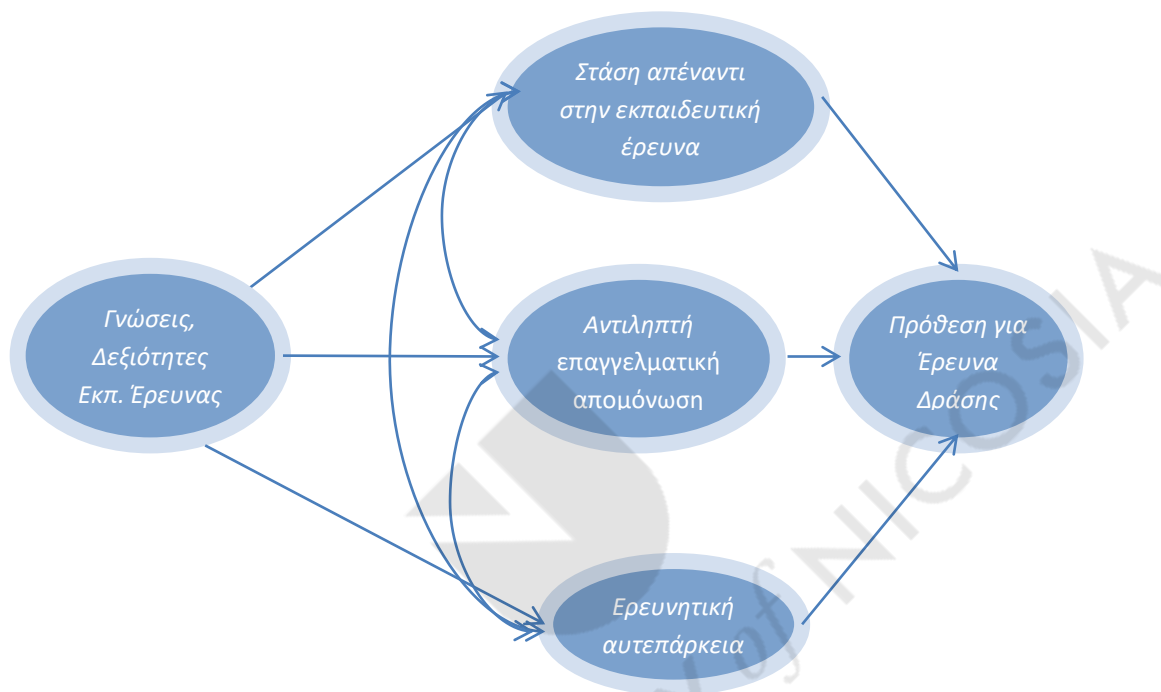 Στάση απέναντι
στην εκπαιδευτική
έρευνα
Γνώσεις,
Δεξιότητες
Εκπ. Έρευνας
Αντιληπτή
επαγγελματική
απομόνωση
Πρόθεση για
Έρευνα
Δράσης
Ερευνητική
αυτεπάρκεια
of NICOSIA